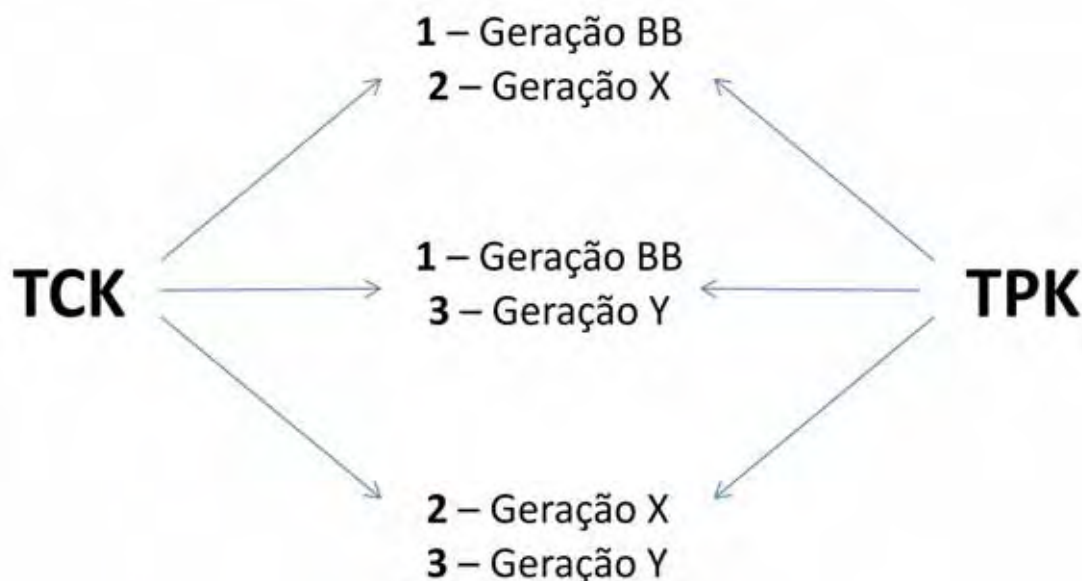 1 – Geração BB
2 – Geração X
TCK
1 – Geração BB
3 – Geração Y
TPK
2 – Geração X
3 – Geração Y